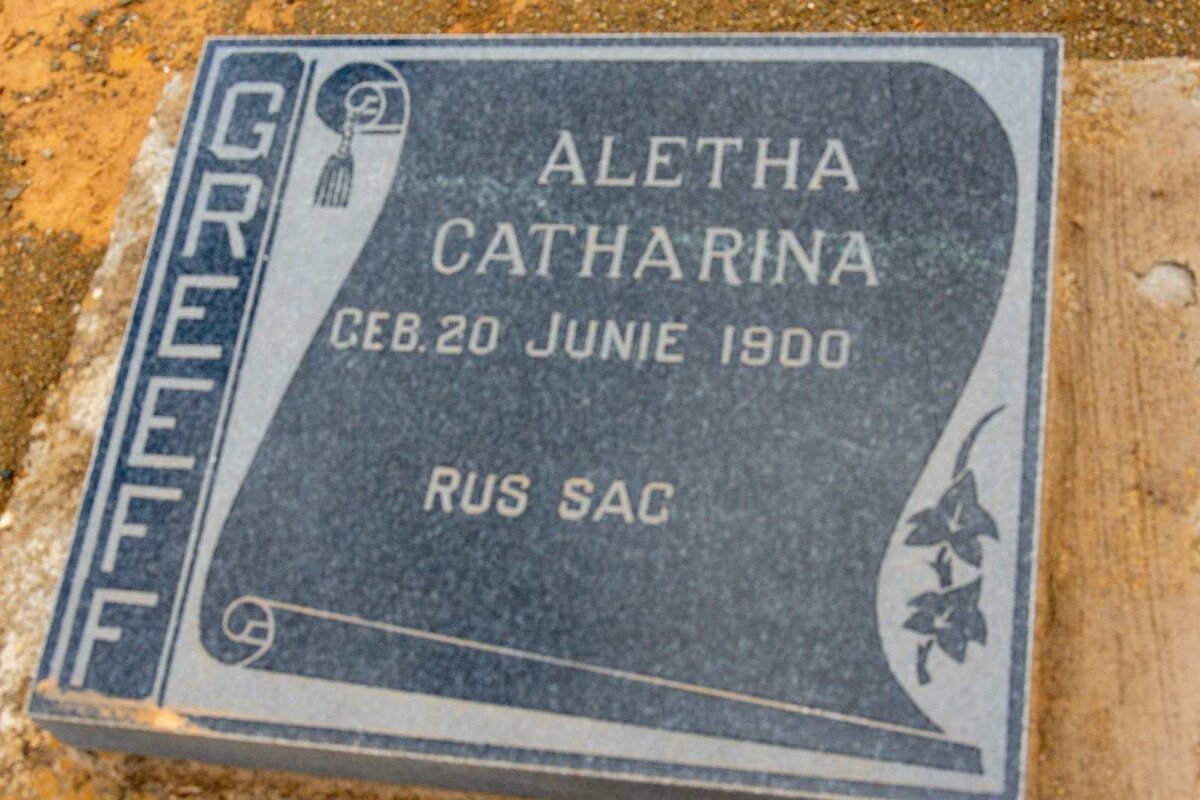 GREEFF
ALETHA
CATHARINA
GEB. 20 JUNIE 1900
RUS SAG